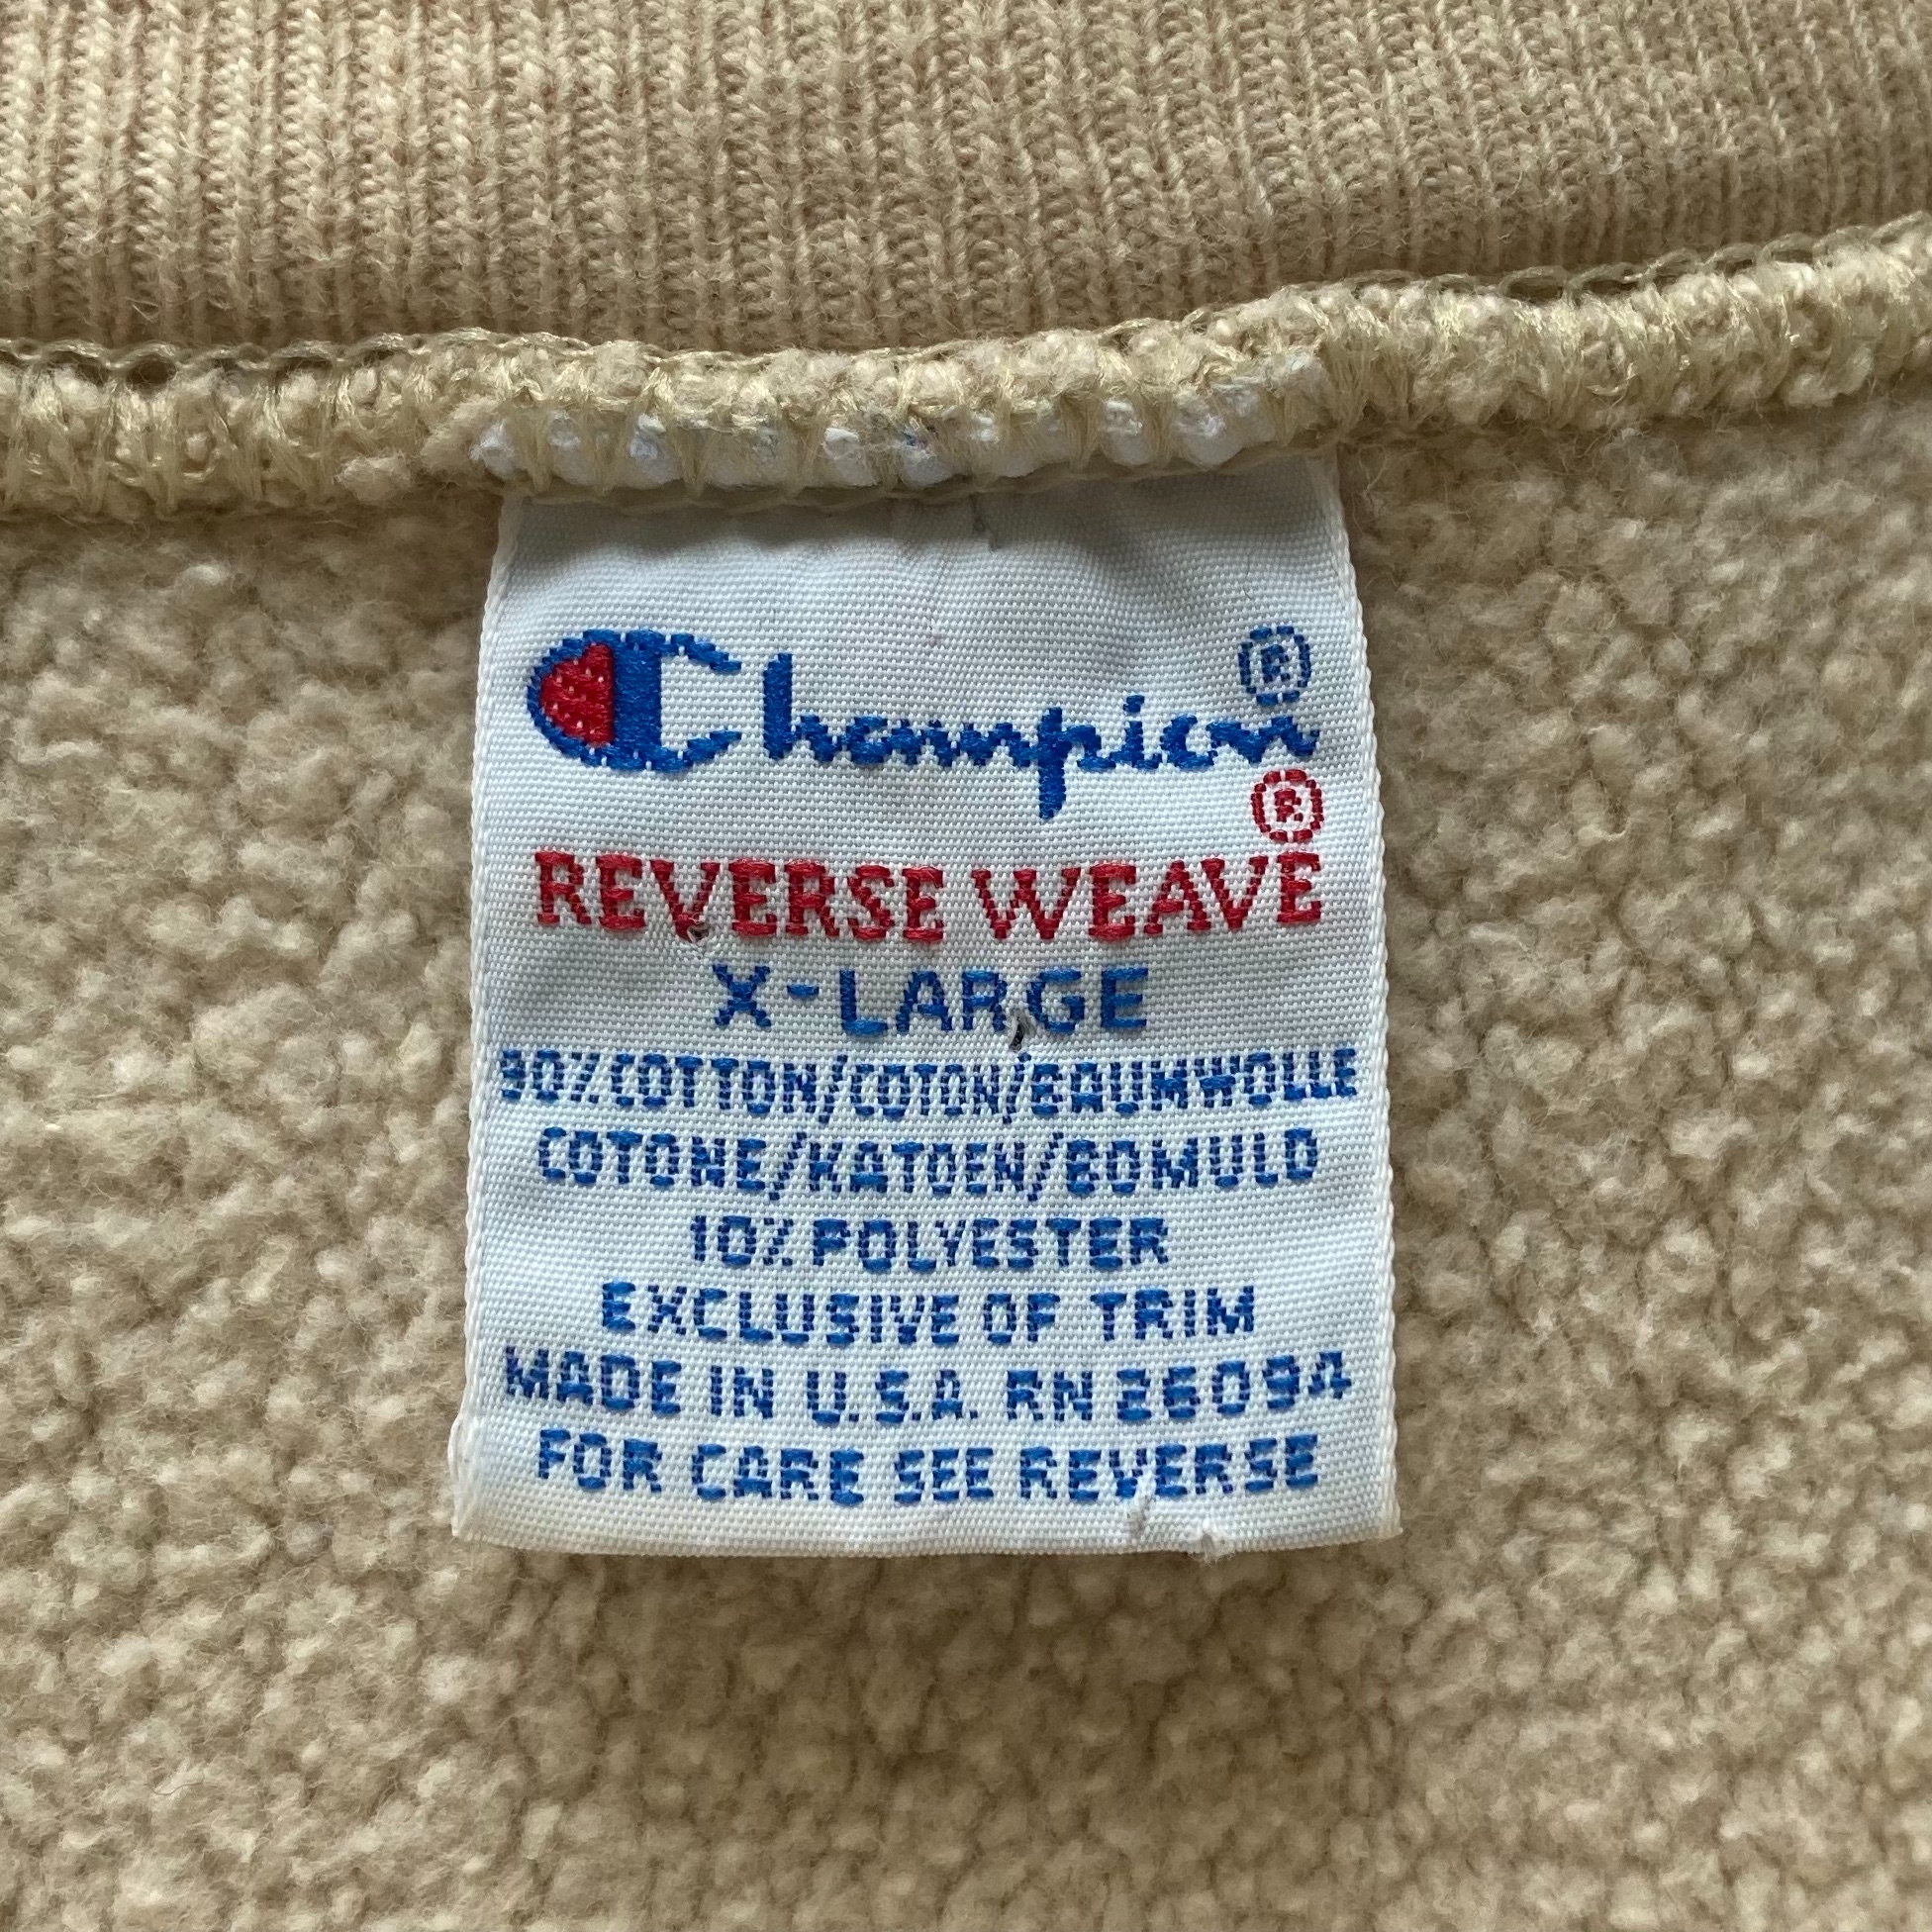 Champion®
REVERSE WEAVE®
X-LARGE
90%COTTON/COTON/BAUMWOLLE
COTONE/KATOEN/BOMULD
10% POLYESTER
EXCLUSIVE OF TRIM
MADE IN U.S.A. RN 26094
FOR CARE SEE REVERSE